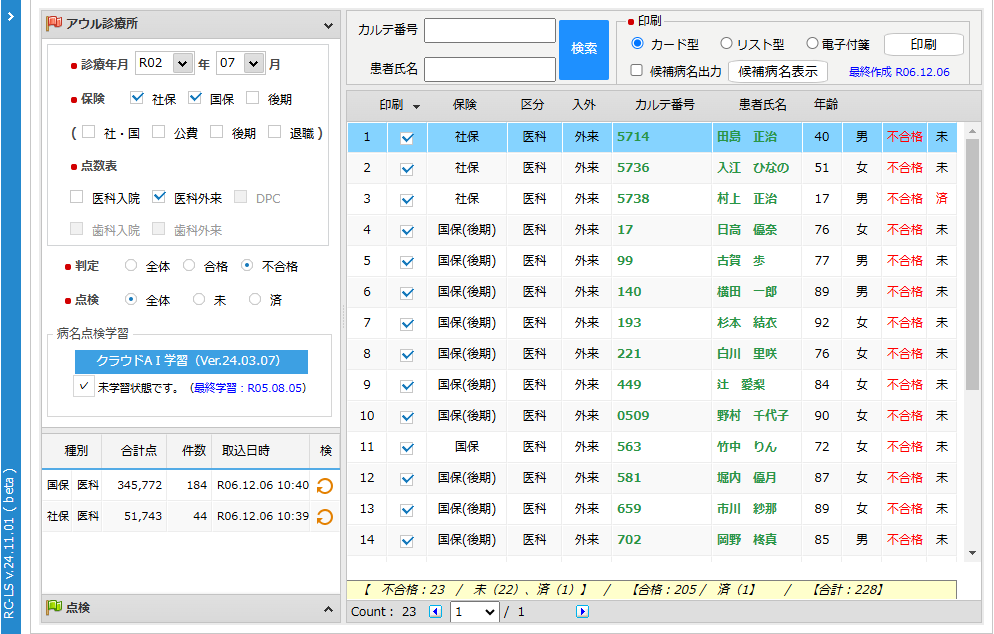 RC-LS v.24.11.01 ( beta )
アウル診療所
診療年月 R02 年 07 月
保険 社保 国保 後期
( 社・国 公費 後期 退職 )
点数表
医科入院 医科外来 DPC
歯科入院 歯科外来
判定 全体 合格 不合格
点検 全体 未 済
病名点検学習
クラウドAI学習（Ver.24.03.07）
未学習状態です。（最終学習：R05.08.05）
種別 合計点 件数 取込日時 検
国保 医科 345,772 184 R06.12.06 10:40
社保 医科 51,743 44 R06.12.06 10:39
点検
カルテ番号
患者氏名
検索
印刷
カード型 リスト型 電子付箋 印刷
候補病名出力 候補病名表示 最終作成 R06.12.06
印刷 保険 区分 入外 カルテ番号 患者氏名 年齢
1 社保 医科 外来 5714 田島　正治 40 男 不合格 未
2 社保 医科 外来 5736 入江　ひなの 51 女 不合格 未
3 社保 医科 外来 5738 村上　正治 17 男 不合格 済
4 国保(後期) 医科 外来 17 日高　優奈 76 女 不合格 未
5 国保(後期) 医科 外来 99 古賀　歩 77 男 不合格 未
6 国保(後期) 医科 外来 140 横田　一郎 89 男 不合格 未
7 国保(後期) 医科 外来 193 杉本　結衣 92 女 不合格 未
8 国保(後期) 医科 外来 221 白川　里咲 76 女 不合格 未
9 国保(後期) 医科 外来 449 辻　愛梨 84 女 不合格 未
10 国保(後期) 医科 外来 0509 野村　千代子 90 女 不合格 未
11 国保 医科 外来 563 竹中　りん 72 女 不合格 未
12 国保(後期) 医科 外来 581 堀内　優月 87 女 不合格 未
13 国保(後期) 医科 外来 659 市川　紗那 89 女 不合格 未
14 国保(後期) 医科 外来 702 岡野　柊真 85 男 不合格 未
【　不合格：23　/　未（22）、済（1）】　/　【合格：205 /　済（1）　/　【合計：228】
Count： 23 1 / 1